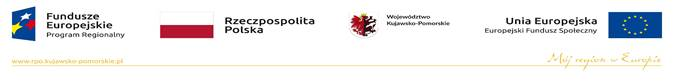 Fundusze
Europejskie
Program Regionalny
Rzeczpospolita
Polska
Województwo
Kujawsko-Pomorskie
Unia Europejska
Europejski Fundusz Społeczny
www.rpo.kujawsko-pomorskie.pl
Mój region w Europie